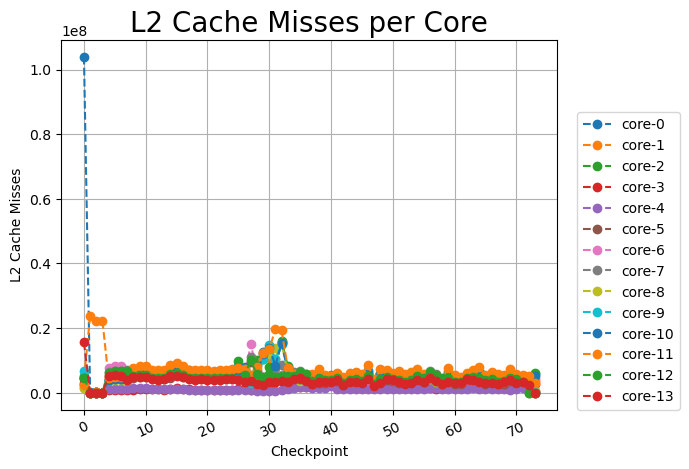 L2 Cache Misses per Core
1e8
1.0
0.8
0.6
0.4
0.2
0.0
L2 Cache Misses
0
10
20
30
40
50
60
70
Checkpoint
core-0
core-1
core-2
core-3
core-4
core-5
core-6
core-7
core-8
core-9
core-10
core-11
core-12
core-13